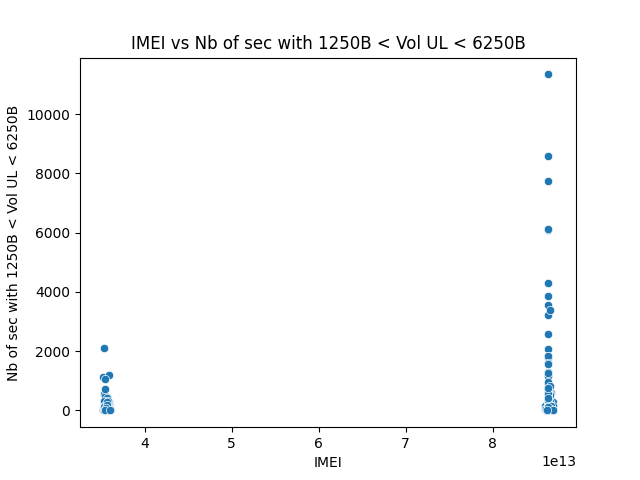 IMEI vs Nb of sec with 1250B < Vol UL < 6250B
Nb of sec with 1250B < Vol UL < 6250B
10000
8000
6000
4000
2000
0
4
5
6
7
8
1e13
IMEI